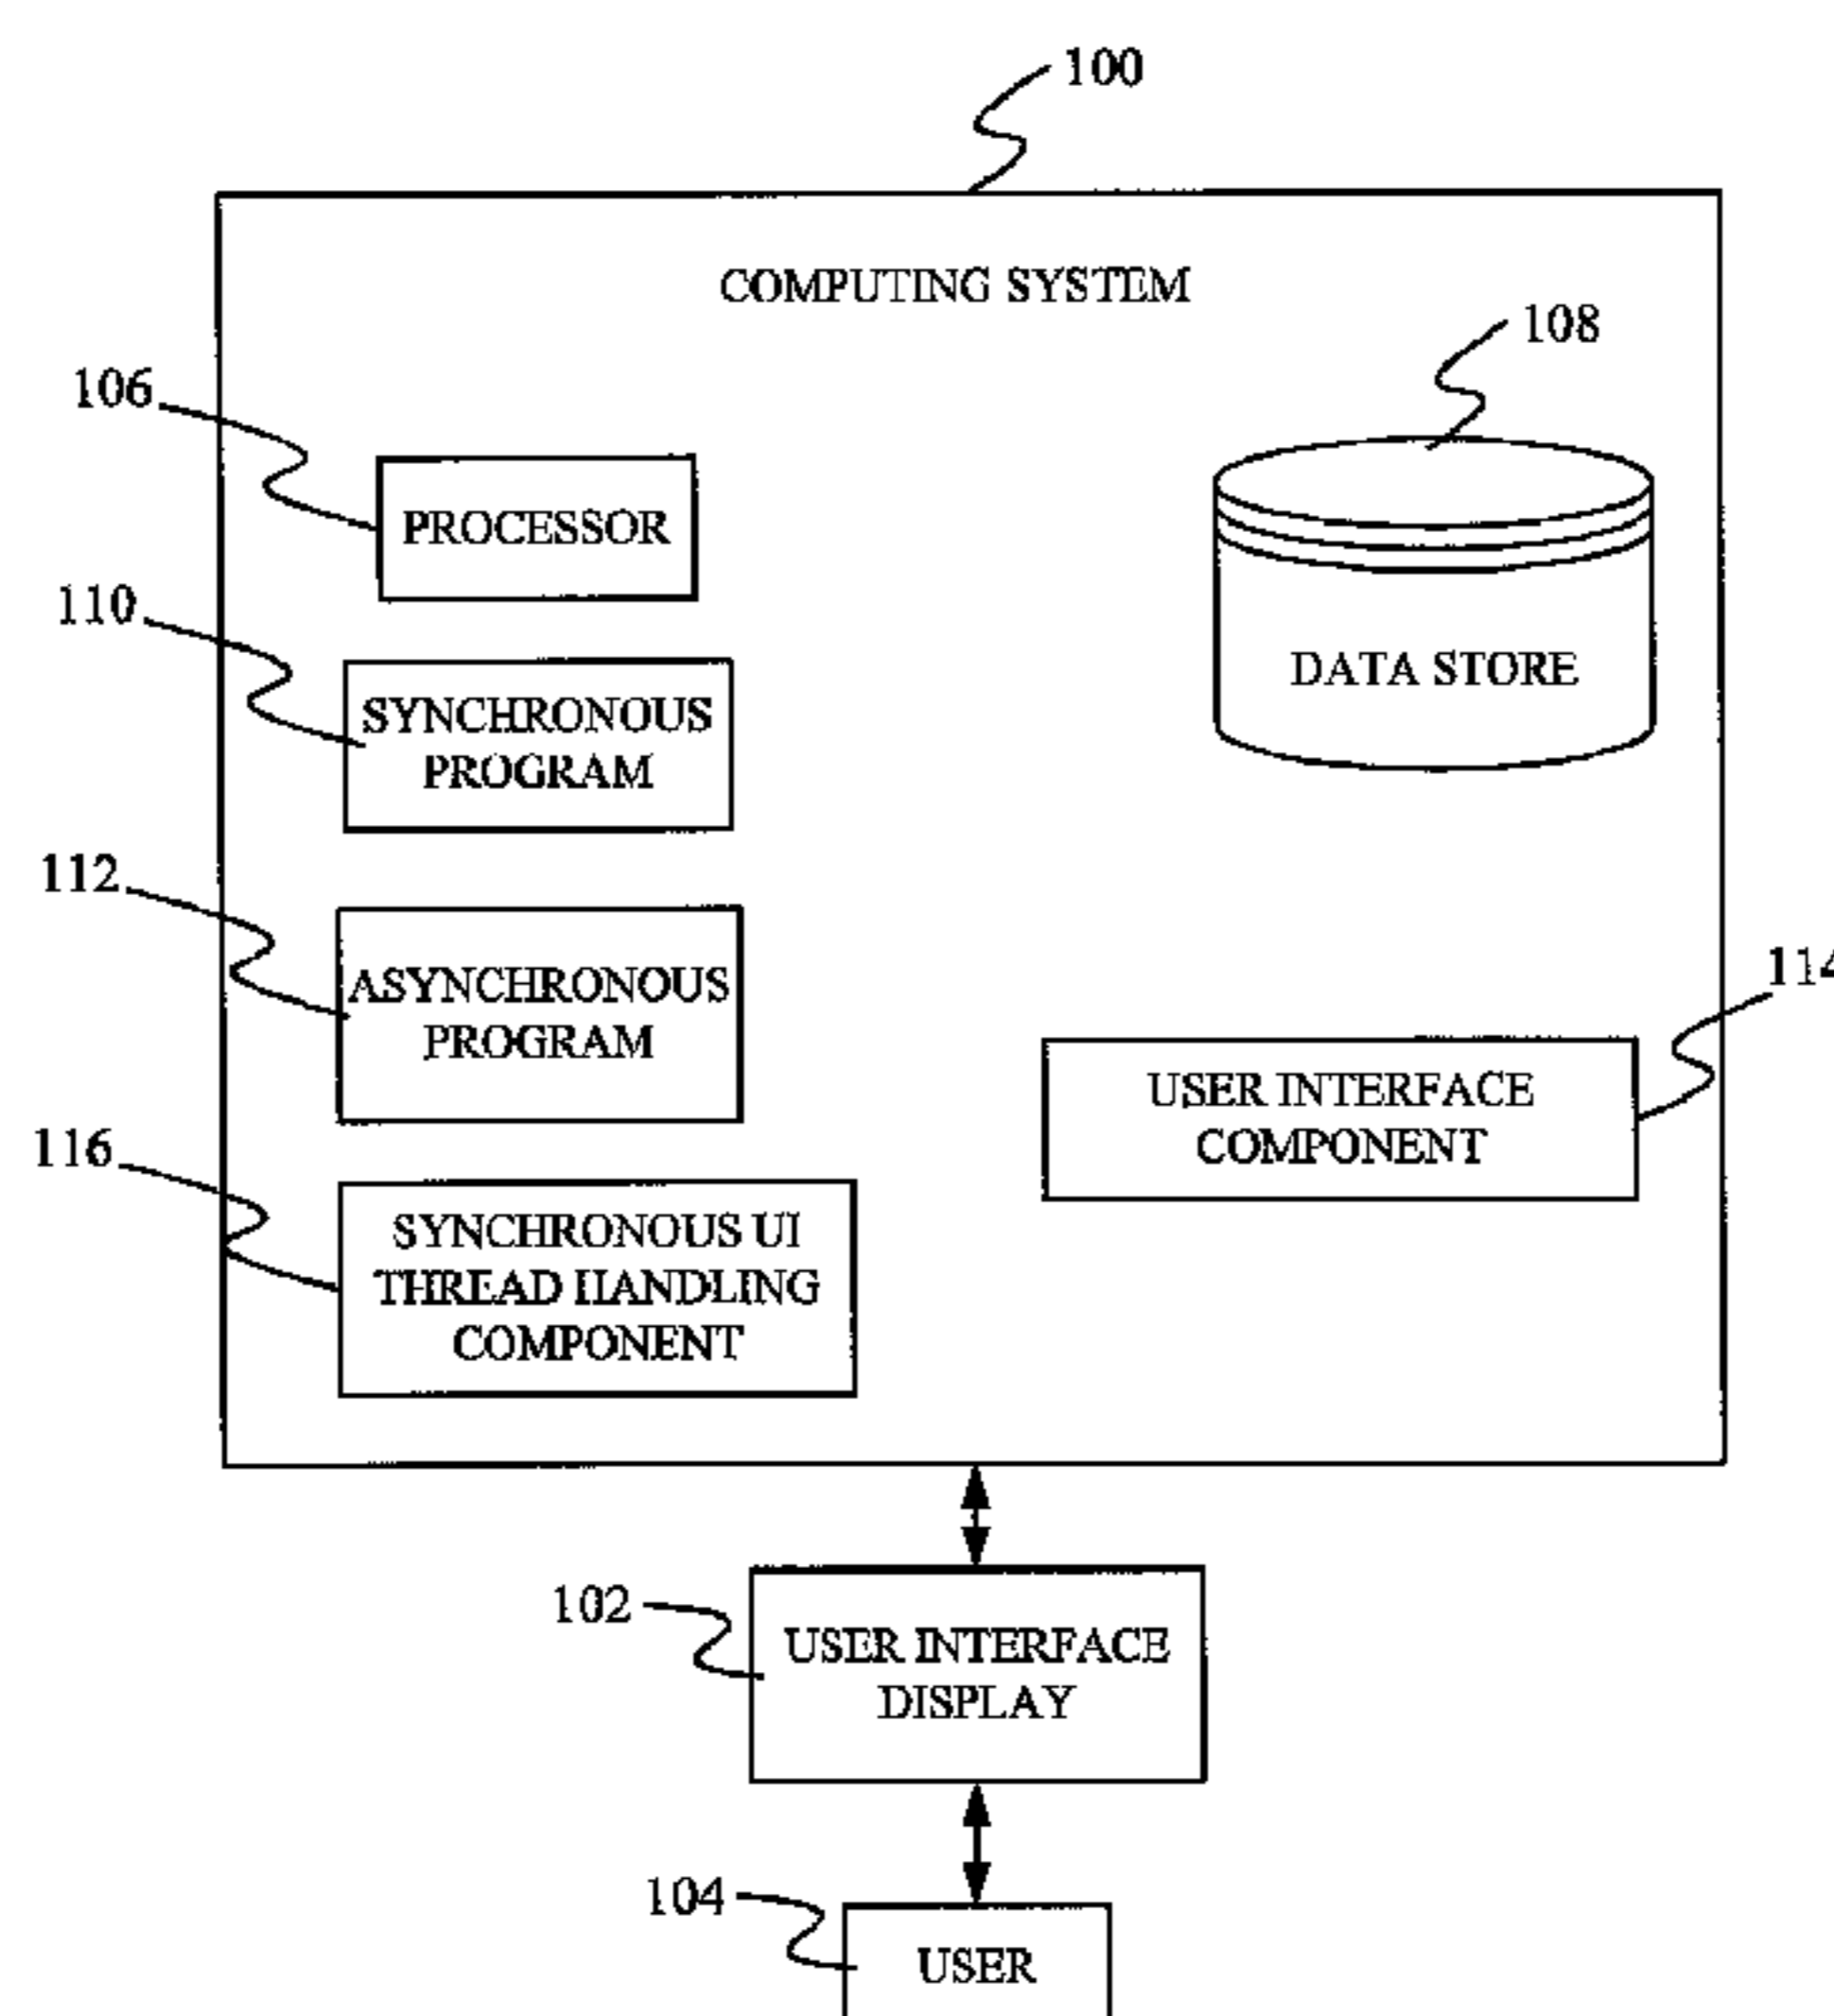 100
COMPUTING SYSTEM
108
106
PROCESSOR
110
DATA STORE
SYNCHRONOUS
PROGRAM
112
114
ASYNCHRONOUS
PROGRAM
USER INTERFACE
COMPONENT
116
SYNCHRONOUS UI
THREAD HANDLING
COMPONENT
102
USER INTERFACE
DISPLAY
104
USER